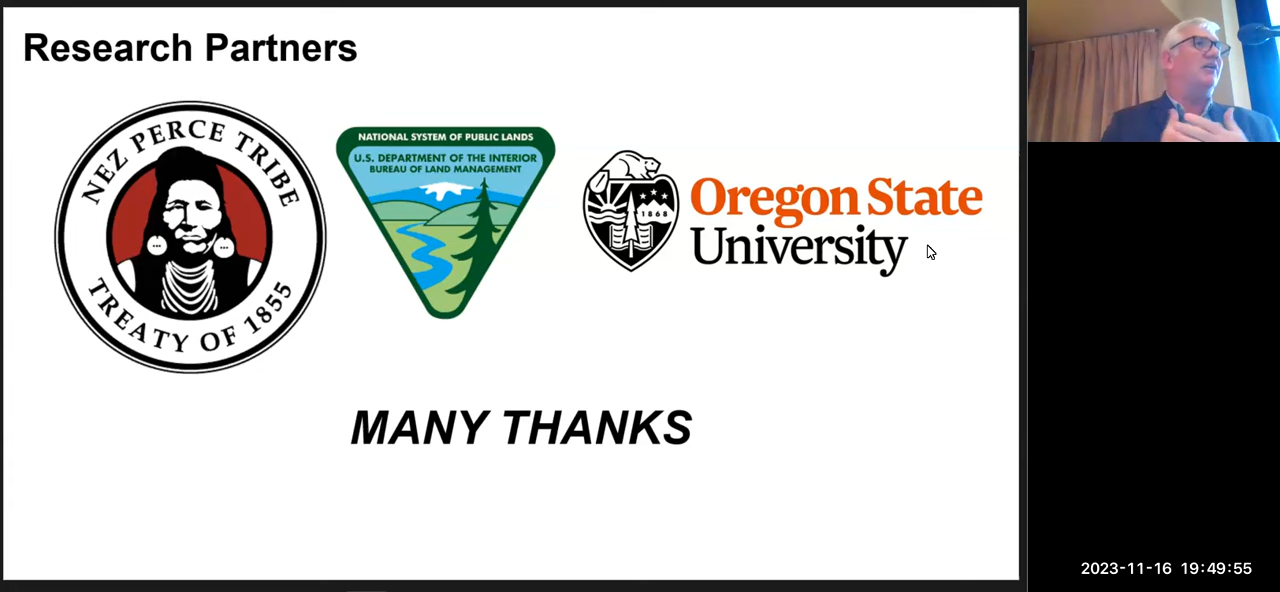 Research Partners
NEZ PERCE TRIBE
TREATY OF 1855
NATIONAL SYSTEM OF PUBLIC LANDS
U.S. DEPARTMENT OF THE INTERIOR
BUREAU OF LAND MANAGEMENT
1868
Oregon State
University
MANY THANKS
2023-11-16 19:49:55